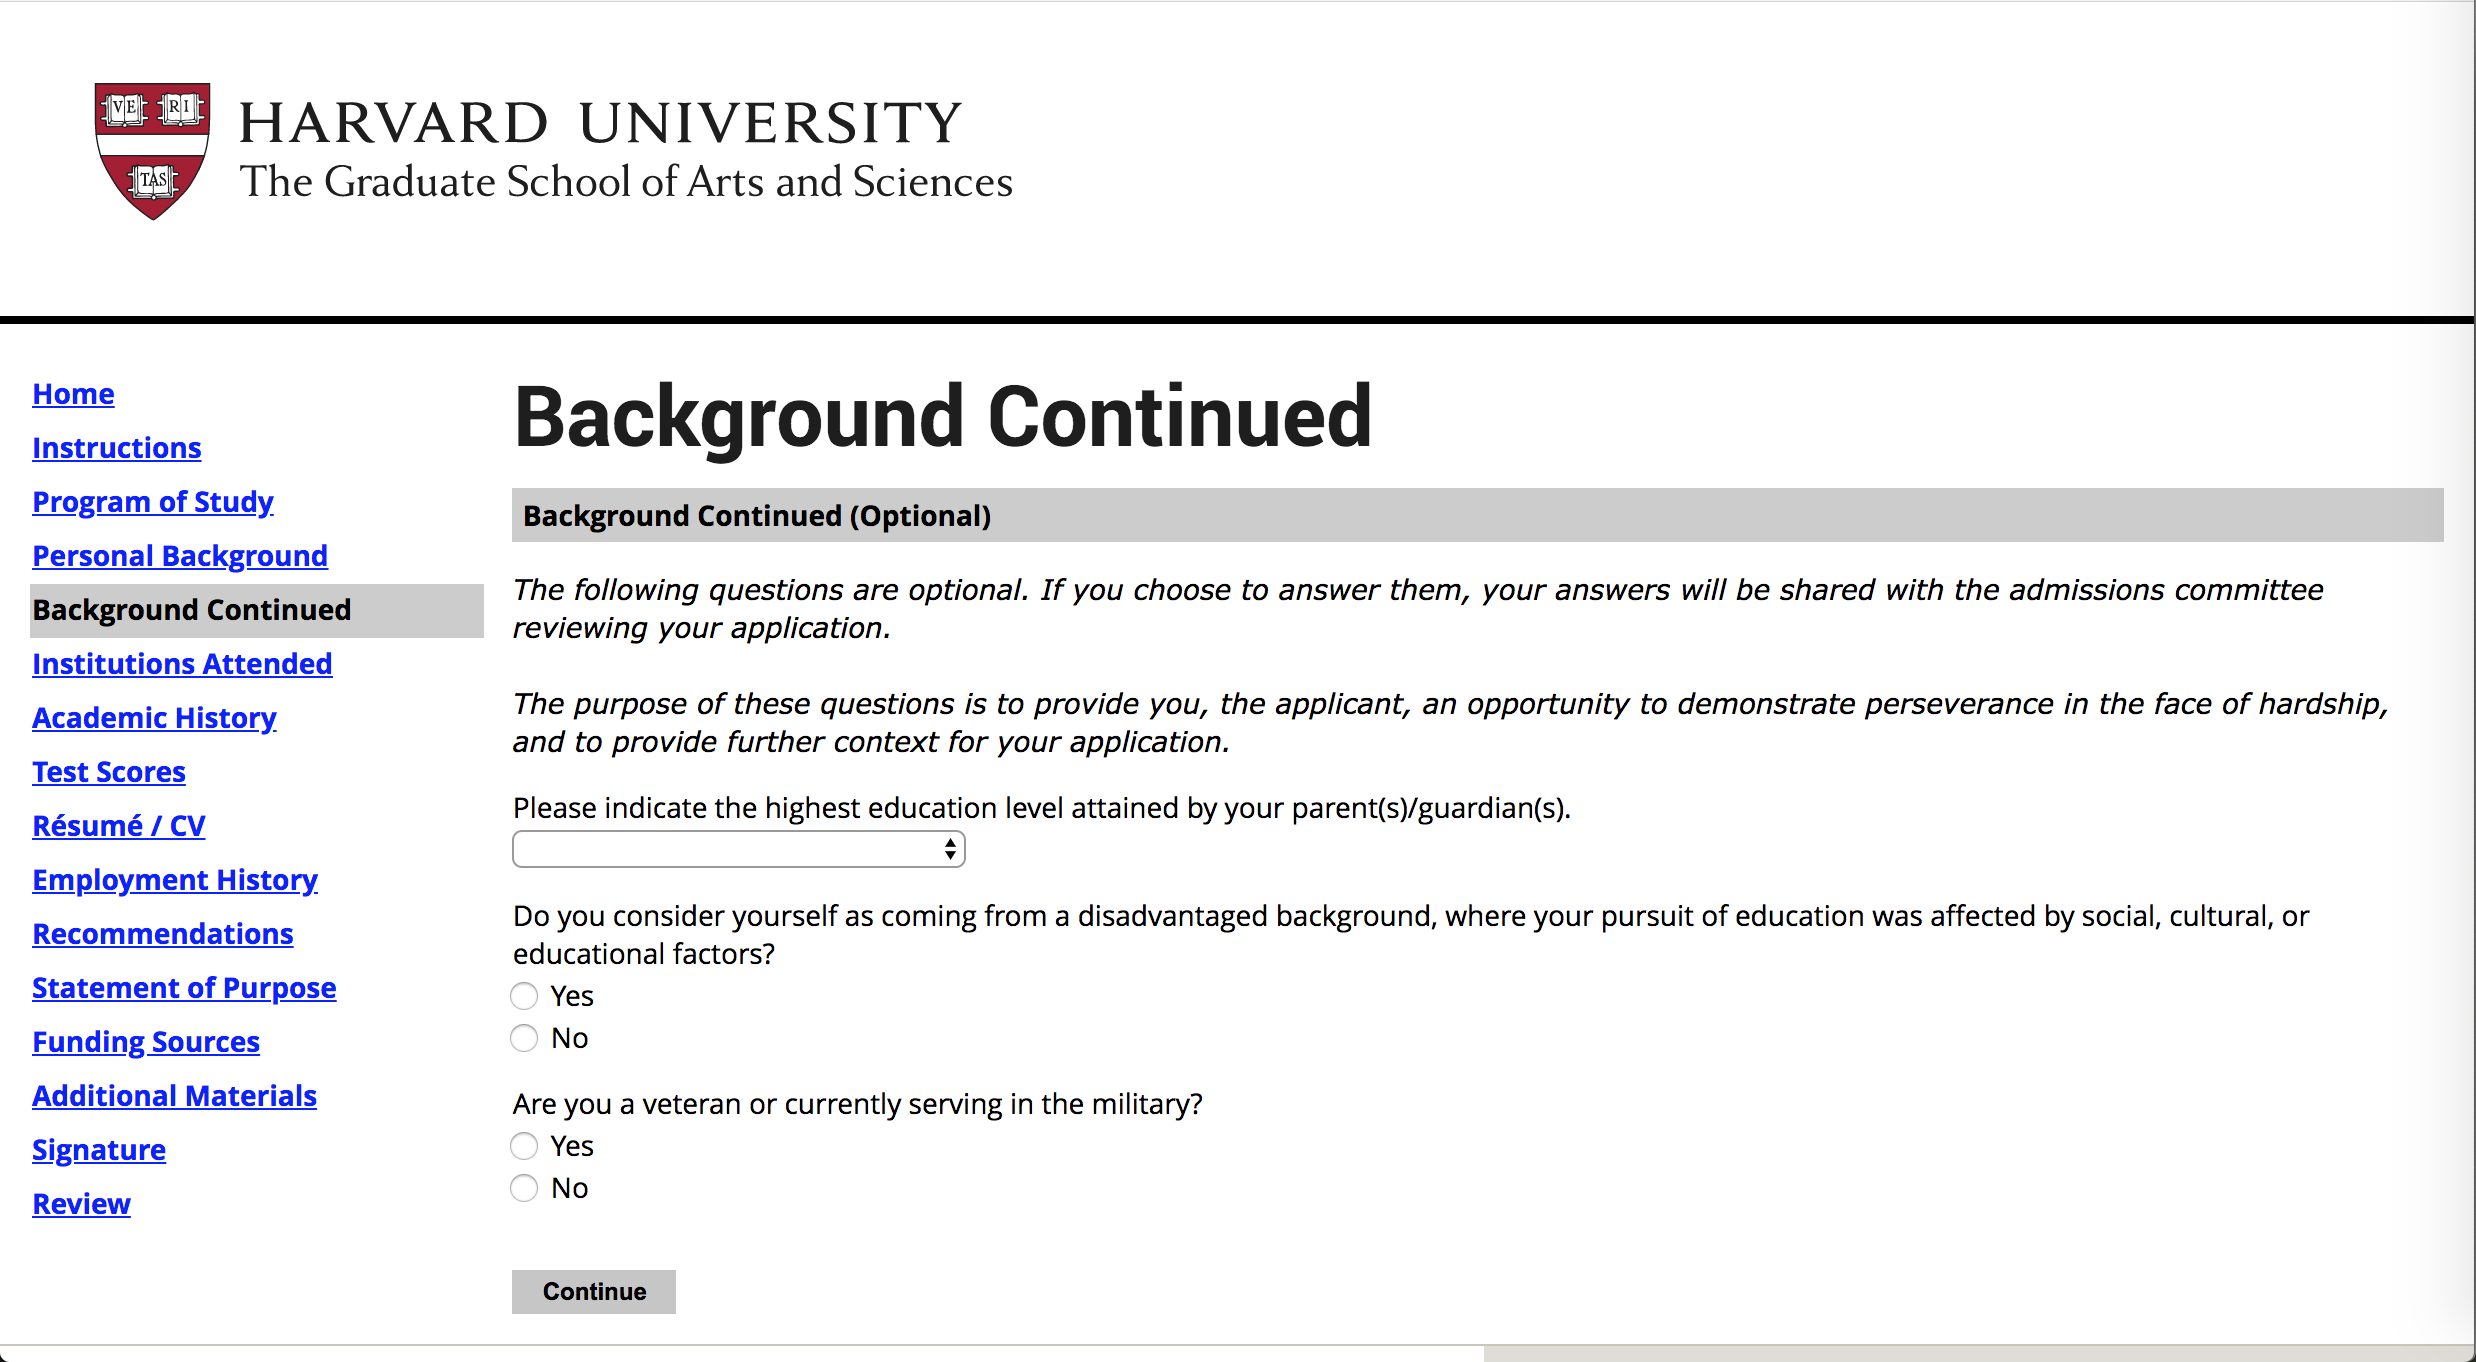 VE RI
TAS
HARVARD UNIVERSITY
The Graduate School of Arts and Sciences
Home
Instructions
Program of Study
Personal Background
Background Continued
Institutions Attended
Academic History
Test Scores
Résumé / CV
Employment History
Recommendations
Statement of Purpose
Funding Sources
Additional Materials
Signature
Review
Background Continued
Background Continued (Optional)
The following questions are optional. If you choose to answer them, your answers will be shared with the admissions committee
reviewing your application.
The purpose of these questions is to provide you, the applicant, an opportunity to demonstrate perseverance in the face of hardship,
and to provide further context for your application.
Please indicate the highest education level attained by your parent(s)/guardian(s).
Do you consider yourself as coming from a disadvantaged background, where your pursuit of education was affected by social, cultural, or
educational factors?
Yes
No
Are you a veteran or currently serving in the military?
Yes
No
Continue